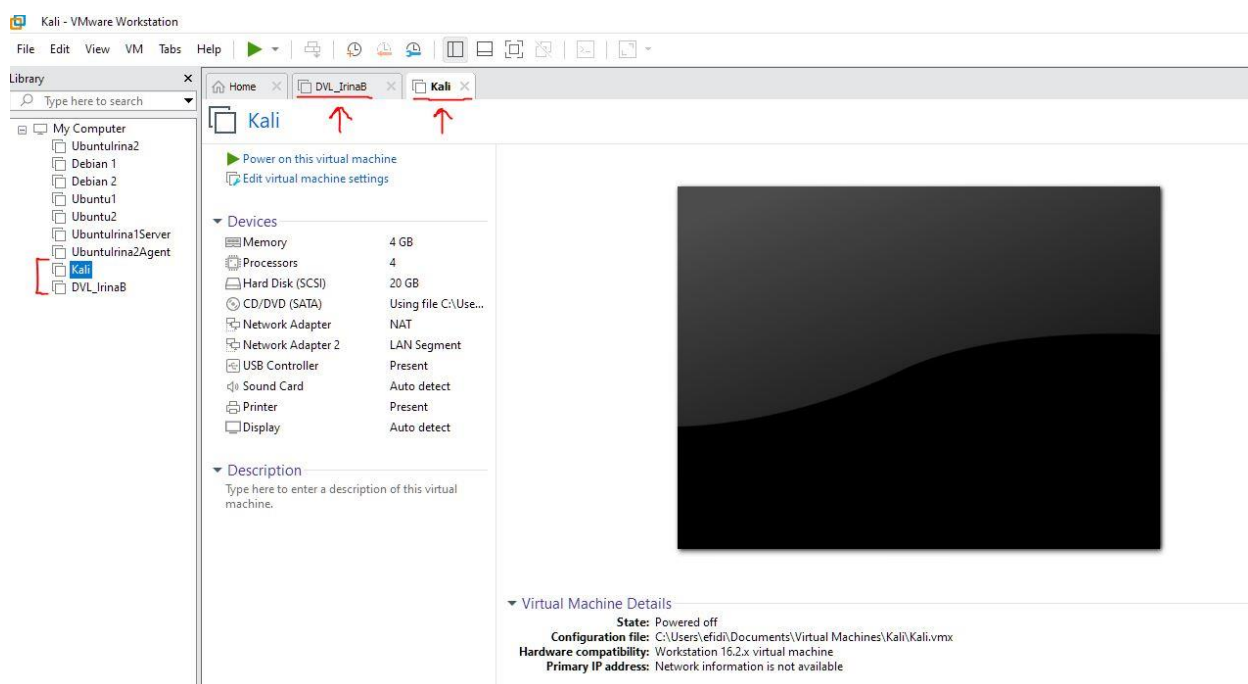 Kali - VMware Workstation
File Edit View VM Tabs Help
Library
Type here to search
My Computer
UbuntuIrina2
Debian 1
Debian 2
Ubuntu1
Ubuntu2
UbuntuIrina1Server
UbuntuIrina2Agent
Kali
DVL_IrinaB
Home DVL_IrinaB Kali
Kali
Power on this virtual machine
Edit virtual machine settings
Devices
Memory 4 GB
Processors 4
Hard Disk (SCSI) 20 GB
CD/DVD (SATA) Using file C:\Use...
Network Adapter NAT
Network Adapter 2 LAN Segment
USB Controller Present
Sound Card Auto detect
Printer Present
Display Auto detect
Description
Type here to enter a description of this virtual
machine.
Virtual Machine Details
State: Powered off
Configuration file: C:\Users\efidi\Documents\Virtual Machines\Kali\Kali.vmx
Hardware compatibility: Workstation 16.2.x virtual machine
Primary IP address: Network information is not available